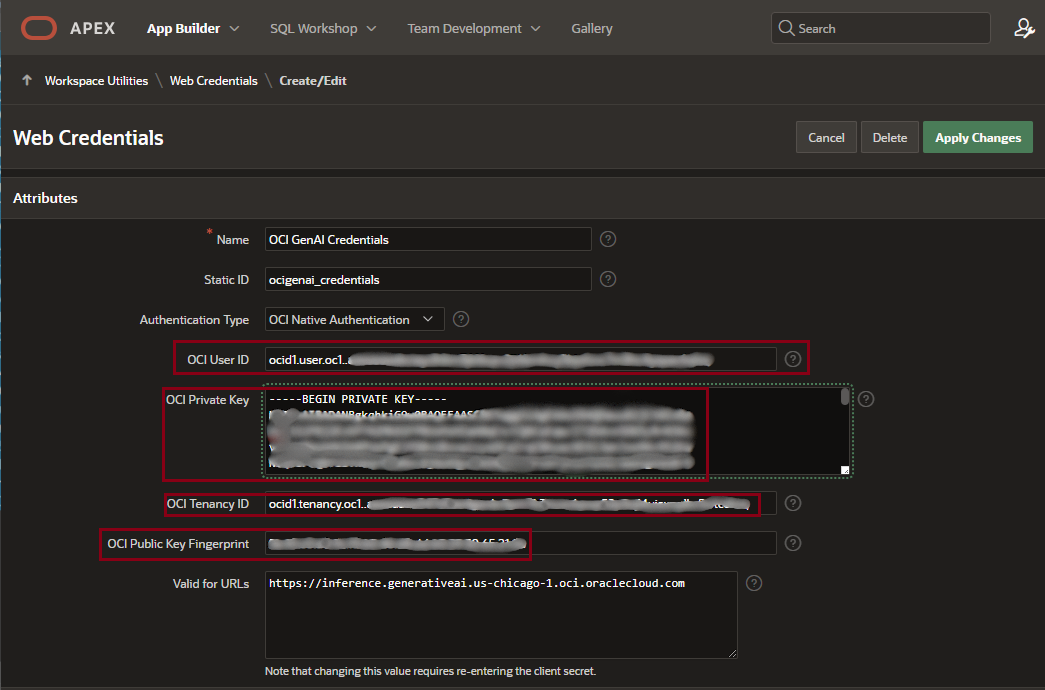 APEX App Builder SQL Workshop Team Development Gallery Search
Workspace Utilities \ Web Credentials \ Create/Edit
Web Credentials Cancel Delete Apply Changes
Attributes
* Name OCI GenAI Credentials
Static ID ocigenai_credentials
Authentication Type OCI Native Authentication
OCI User ID ocid1.user.oc1..
OCI Private Key -----BEGIN PRIVATE KEY-----
OCI Tenancy ID ocid1.tenancy.oc1..
OCI Public Key Fingerprint
Valid for URLs https://inference.generativeai.us-chicago-1.oci.oraclecloud.com
Note that changing this value requires re-entering the client secret.